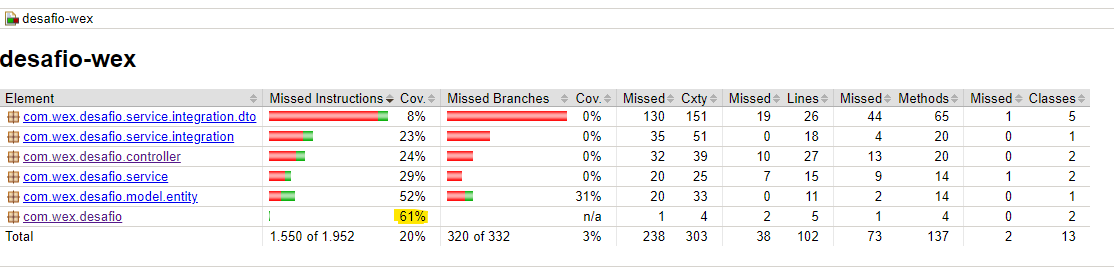 desafio-wex
desafio-wex
Element Missed Instructions Cov. Missed Branches Cov. Missed Cxty Missed Lines Missed Methods Missed Classes
com.wex.desafio.service.integration.dto 8% 0% 130 151 19 26 44 65 1 5
com.wex.desafio.service.integration 23% 0% 35 51 0 18 4 20 0 1
com.wex.desafio.controller 24% 0% 32 39 10 27 13 20 0 2
com.wex.desafio.service 29% 0% 20 25 7 15 9 14 1 2
com.wex.desafio.model.entity 52% 31% 20 33 0 11 2 14 0 1
com.wex.desafio 61% n/a 1 4 2 5 1 4 0 2
Total 1.550 of 1.952 20% 320 of 332 3% 238 303 38 102 73 137 2 13